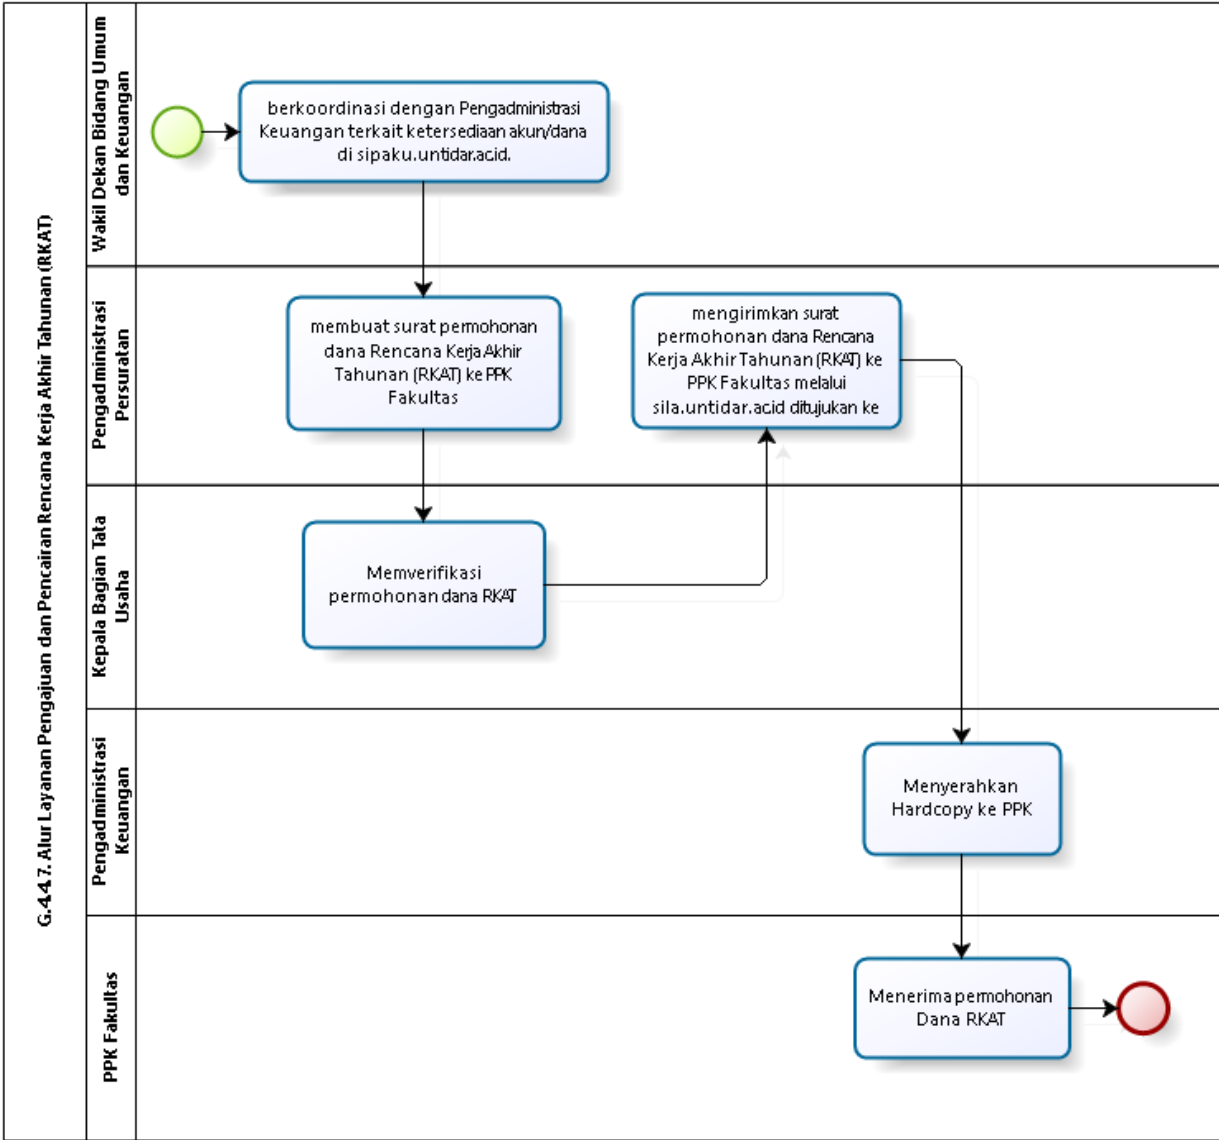 G.4.4.7. Alur Layanan Pengajuan dan Pencairan Rencana Kerja Akhir Tahunan (RKAT)
Wakil Dekan Bidang Umum
dan Keuangan
berkoordinasi dengan Pengadministrasi
Keuangan terkait ketersediaan akun/dana
di sipaku.untidar.ac.id.
Pengadministrasi
Persuratan
membuat surat permohonan
dana Rencana Kerja Akhir
Tahunan (RKAT) ke PPK
Fakultas
mengirimkan surat
permohonan dana Rencana
Kerja Akhir Tahunan (RKAT) ke
PPK Fakultas melalui
sila.untidar.ac.id ditujukan ke
Kepala Bagian Tata
Usaha
Memverifikasi
permohonan dana RKAT
Pengadministrasi
Keuangan
Menyerahkan
Hardcopy ke PPK
PPK Fakultas
Menerima permohonan
Dana RKAT